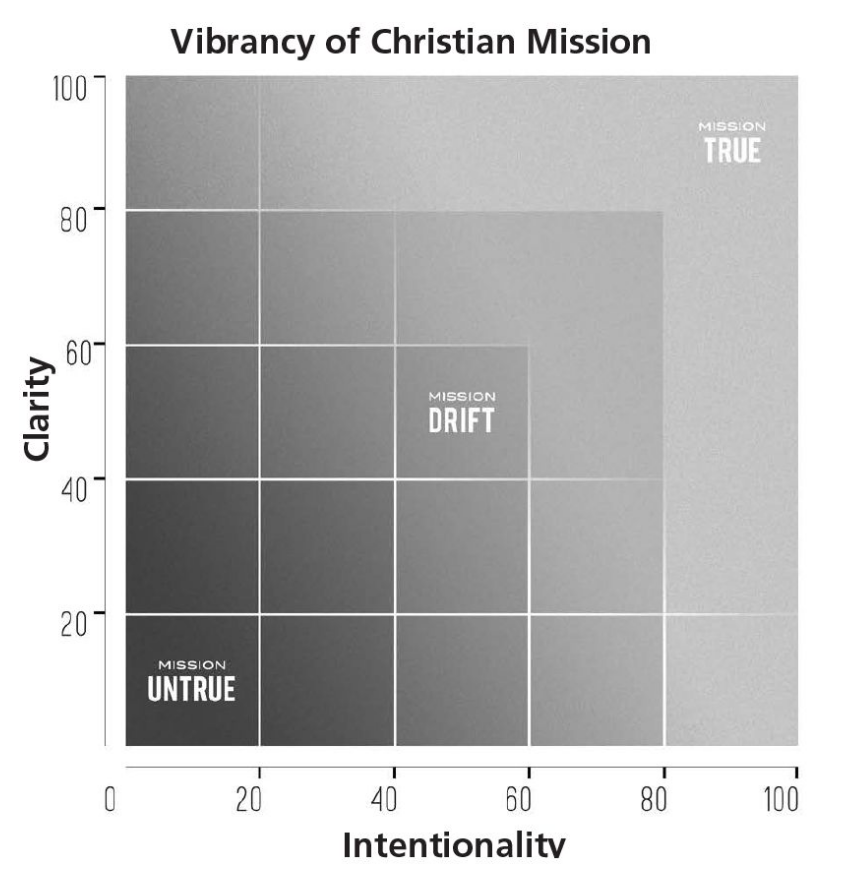 Vibrancy of Christian Mission
100
MISSION
TRUE
80
60
Clarity
MISSION
DRIFT
40
20
MISSION
UNTRUE
0 20 40 60 80 100
Intentionality